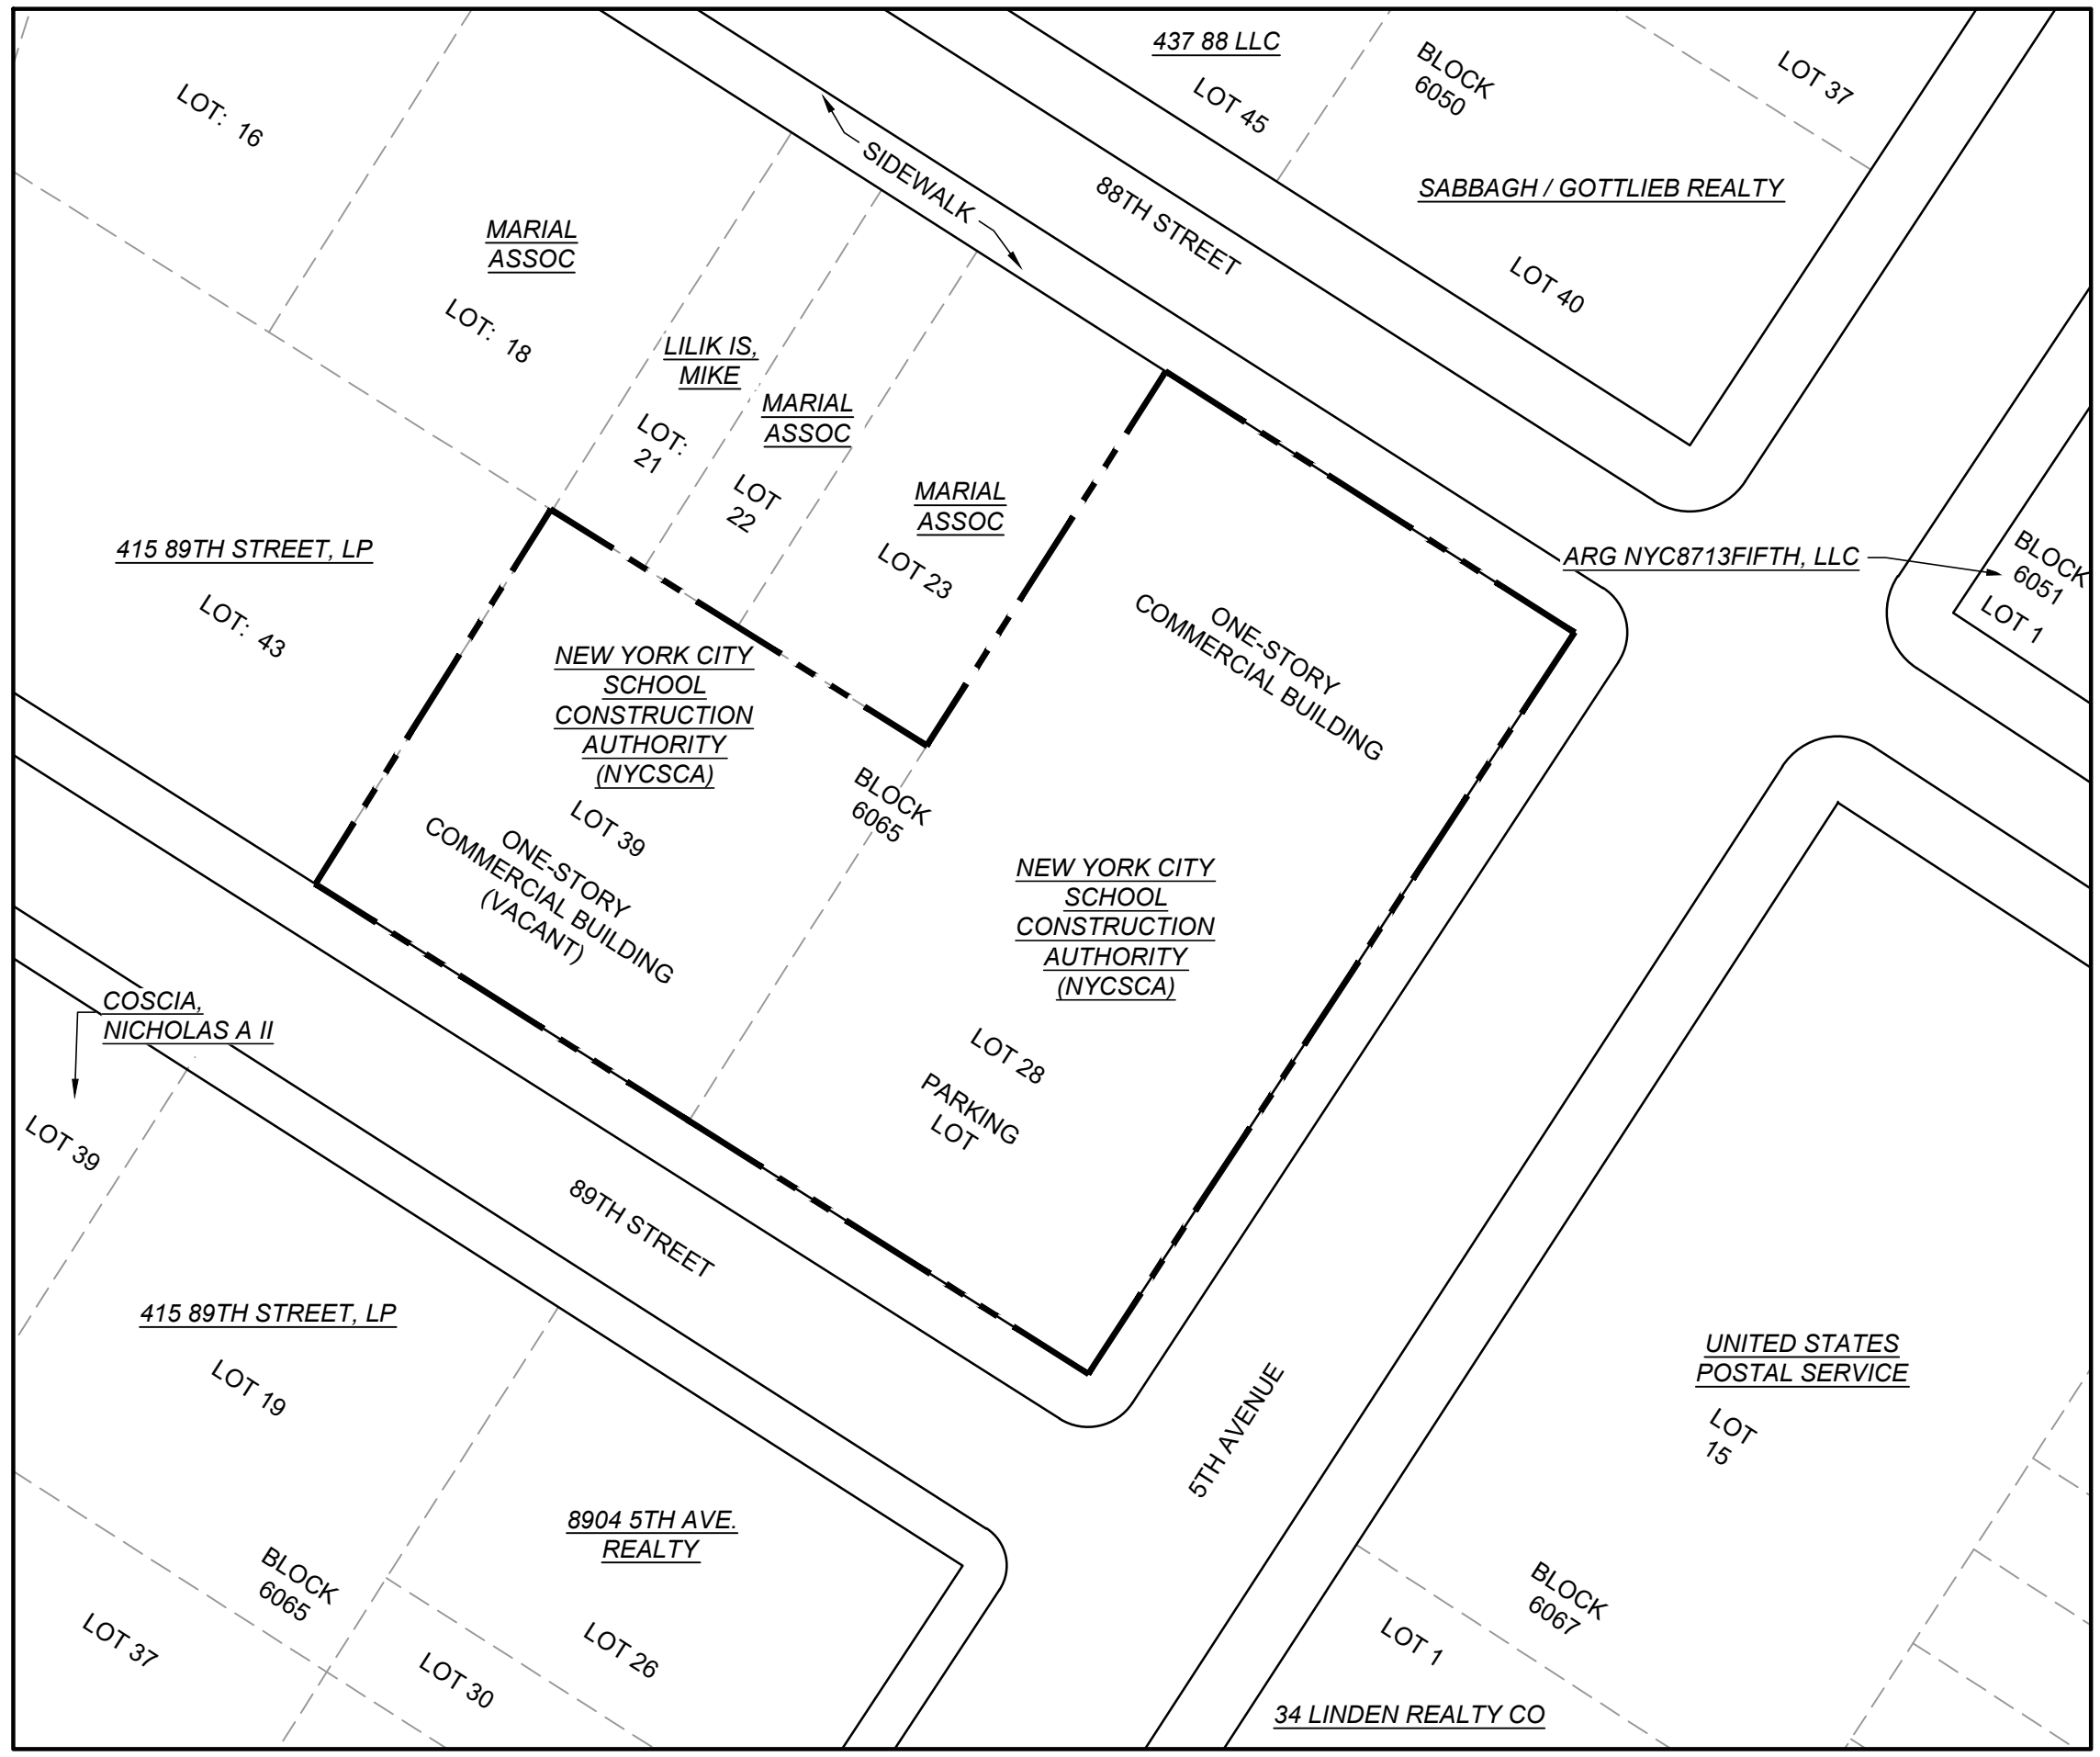 437 88 LLC
LOT 45
BLOCK
6050
LOT 37
SABBAGH / GOTTLIEB REALTY
LOT 40
LOT: 16
SIDEWALK
88TH STREET
MARIAL
ASSOC
LOT: 18
LILIK IS,
MIKE
LOT:
21
MARIAL
ASSOC
LOT
22
MARIAL
ASSOC
LOT 23
415 89TH STREET, LP
LOT: 43
ARG NYC8713FIFTH, LLC
BLOCK
6051
LOT 1
ONE-STORY
COMMERCIAL BUILDING
NEW YORK CITY
SCHOOL
CONSTRUCTION
AUTHORITY
(NYCSCA)
LOT 39
ONE-STORY
COMMERCIAL BUILDING
(VACANT)
BLOCK
6065
NEW YORK CITY
SCHOOL
CONSTRUCTION
AUTHORITY
(NYCSCA)
LOT 28
PARKING
LOT
COSCIA,
NICHOLAS A II
LOT 39
89TH STREET
415 89TH STREET, LP
LOT 19
5TH AVENUE
UNITED STATES
POSTAL SERVICE
LOT
15
8904 5TH AVE.
REALTY
BLOCK
6065
LOT 37
LOT 30
LOT 26
BLOCK
6067
LOT 1
34 LINDEN REALTY CO